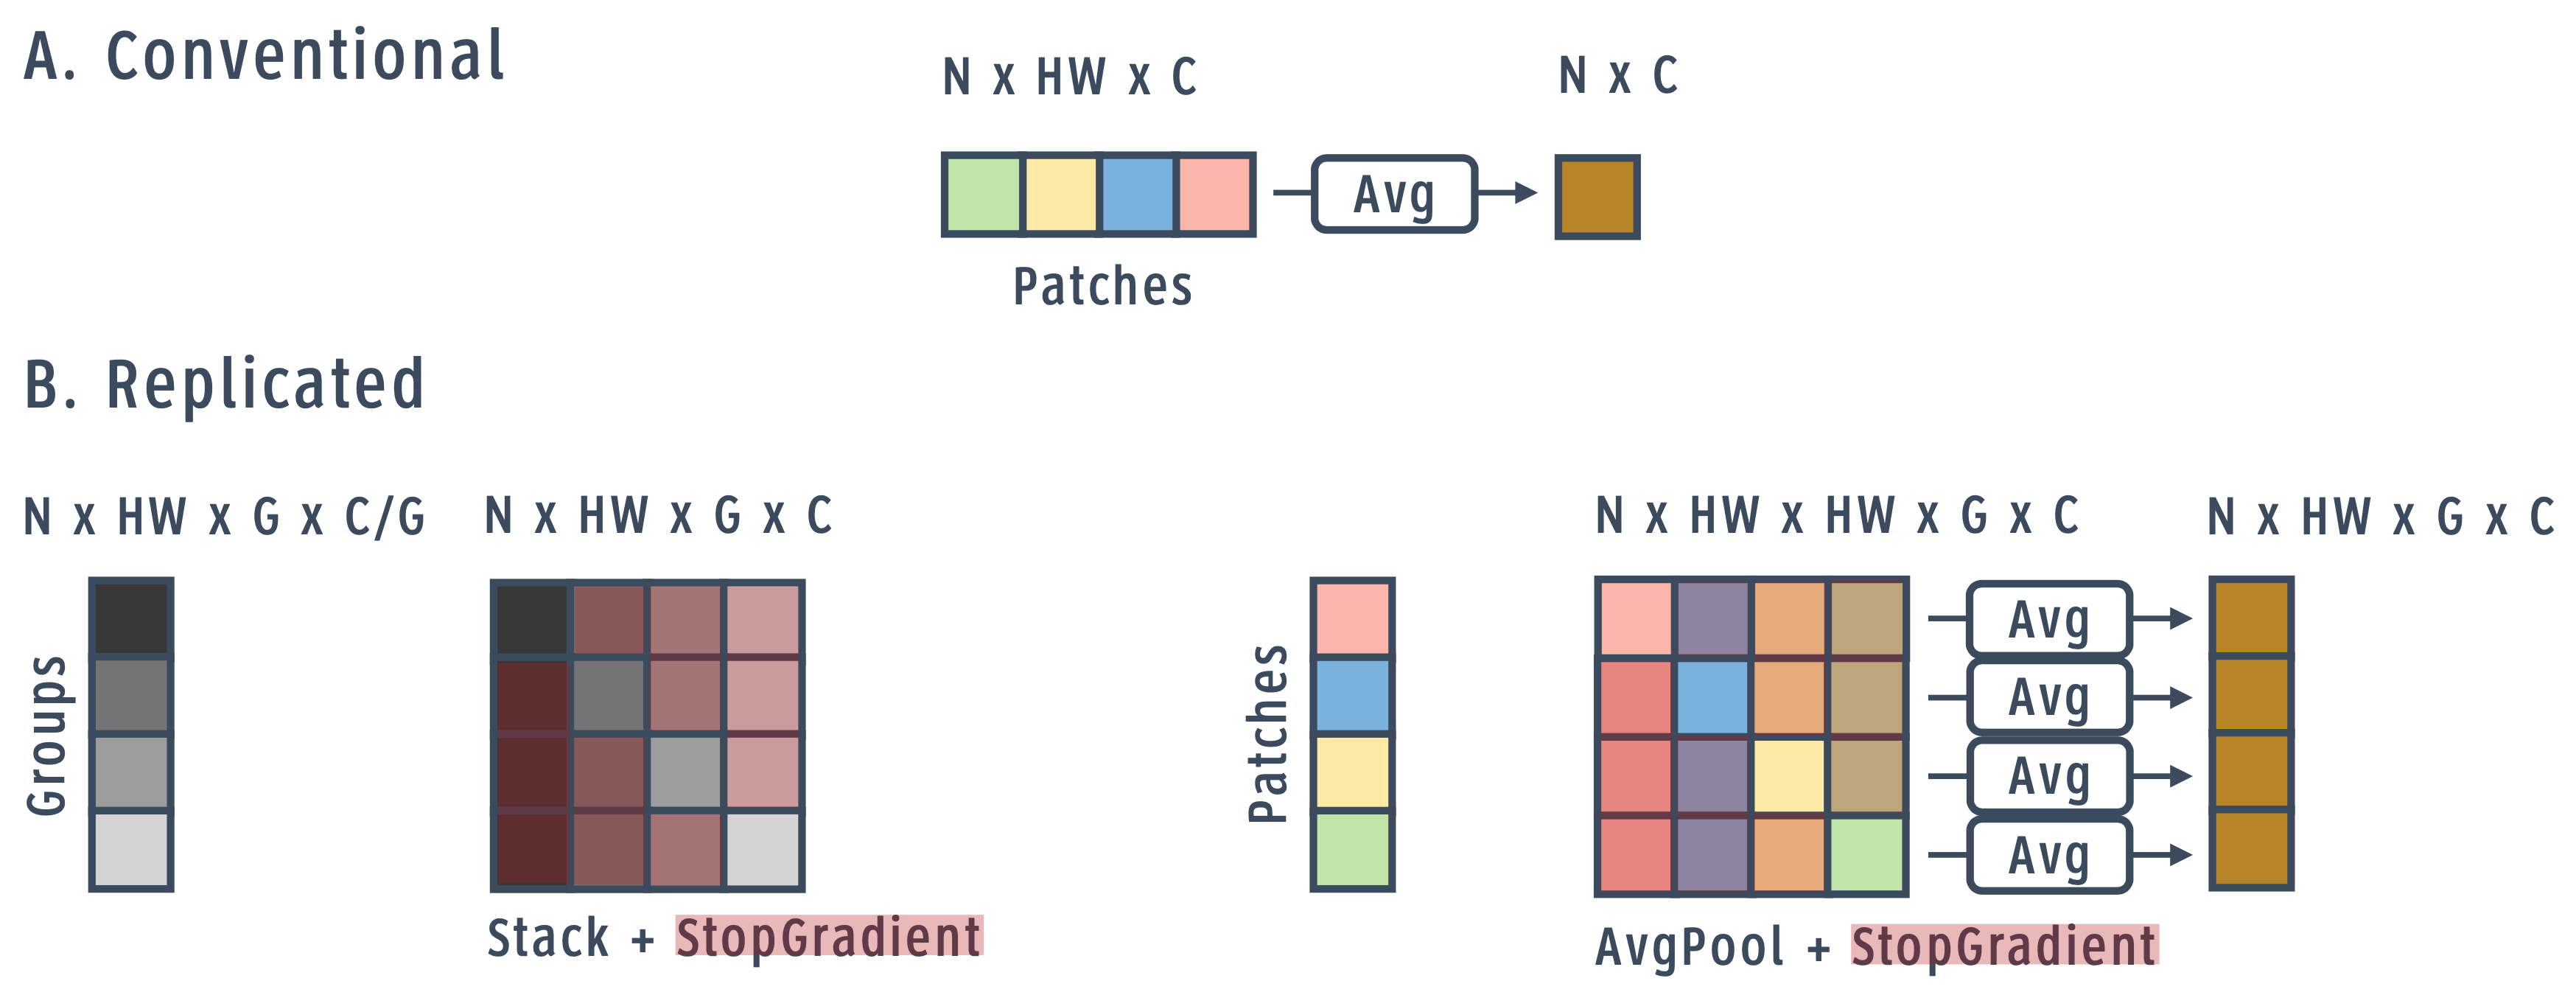 A. Conventional
N x HW x C
N x C
Avg
Patches
B. Replicated
N x HW x G x C/G
N x HW x G x C
N x HW x HW x G x C
N x HW x G x C
Groups
Patches
Avg
Avg
Avg
Avg
Stack + StopGradient
AvgPool + StopGradient